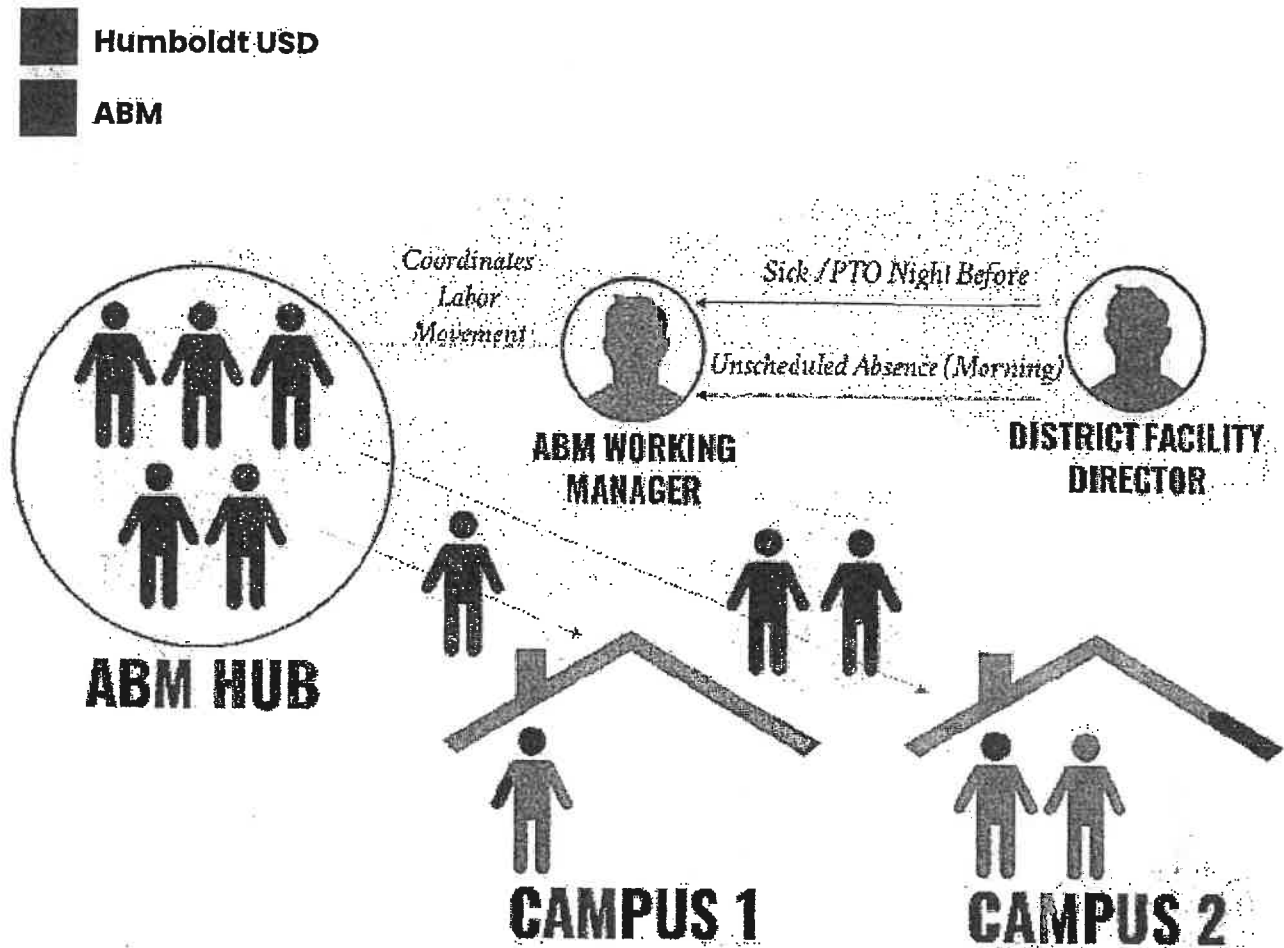 Humboldt USD
ABM
Coordinates
Labor
Movement
Sick / PTO Night Before
Unscheduled Absence (Morning)
ABM WORKING
MANAGER
DISTRICT FACILITY
DIRECTOR
ABM HUB
CAMPUS 1
CAMPUS 2